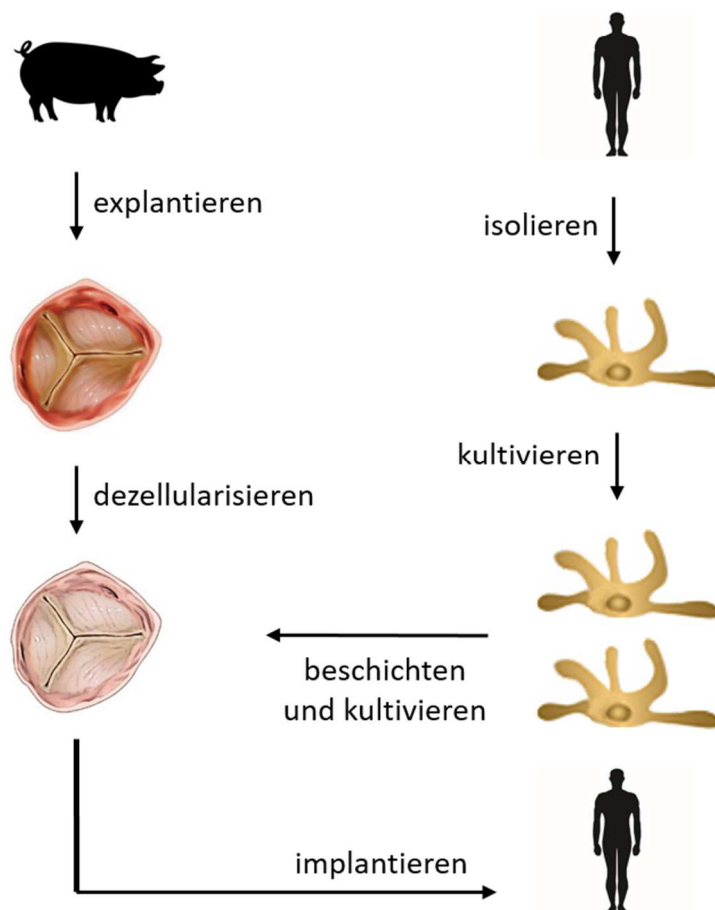 explantieren
isolieren
kultivieren
dezellularisieren
beschichten
und kultivieren
implantieren